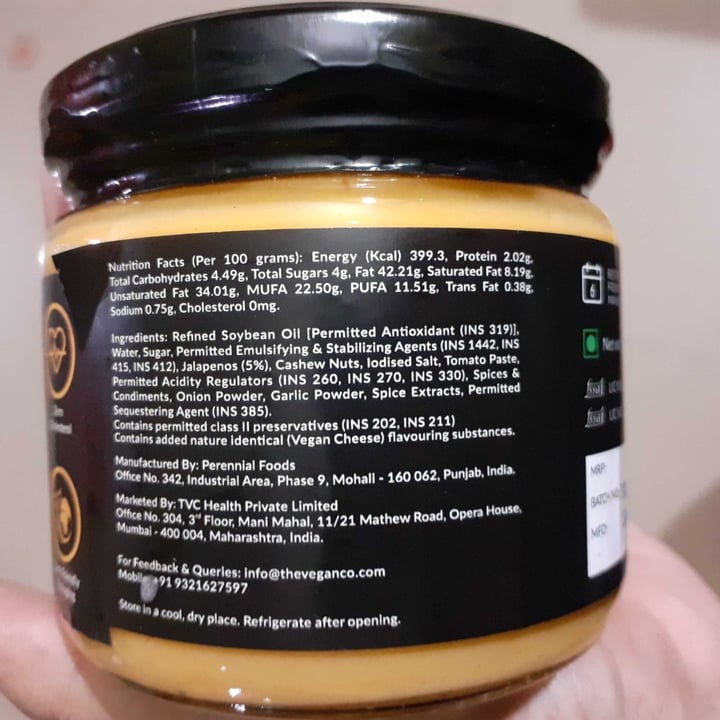 Nutrition Facts (Per 100 grams): Energy (Kcal) 399.3, Protein 2.02g,
Total Carbohydrates 4.49g, Total Sugars 4g, Fat 42.21g, Saturated Fat 8.19g,
Unsaturated Fat 34.01g, MUFA 22.50g, PUFA 11.51g, Trans Fat 0.38g,
Sodium 0.75g, Cholesterol 0mg.
Ingredients: Refined Soybean Oil [Permitted Antioxidant (INS 319)],
Water, Sugar, Permitted Emulsifying & Stabilizing Agents (INS 1442, INS
415, INS 412), Jalapenos (5%), Cashew Nuts, Iodised Salt, Tomato Paste,
Permitted Acidity Regulators (INS 260, INS 270, INS 330), Spices &
Condiments, Onion Powder, Garlic Powder, Spice Extracts, Permitted
Sequestering Agent (INS 385).
Contains permitted class II preservatives (INS 202, INS 211)
Contains added nature identical (Vegan Cheese) flavouring substances.
Manufactured By: Perennial Foods
Office No. 342, Industrial Area, Phase 9, Mohali - 160 062, Punjab, India.
Marketed By: TVC Health Private Limited
Office No. 304, 3rd Floor, Mani Mahal, 11/21 Mathew Road, Opera House,
Mumbai - 400 004, Maharashtra, India.
For Feedback & Queries: info@theveganco.com
+91 9321627597
Store in a cool, dry place. Refrigerate after opening.
6
fssai
fssai
MRP:
BATCH NO.
MFD: